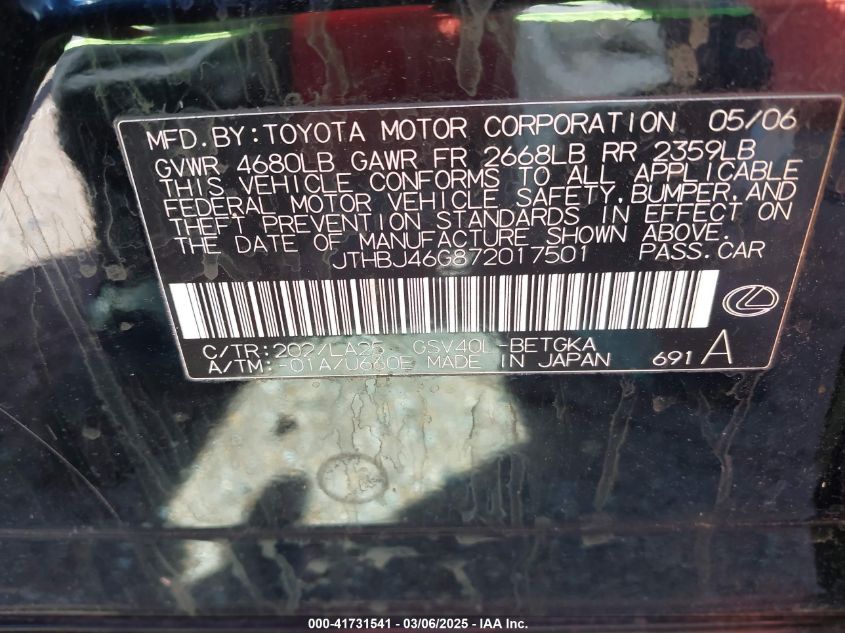 MFD.BY:TOYOTA MOTOR CORPORATION 05/06
GVWR 4680LB GAWR FR 2668LB RR 2359LB
THIS VEHICLE CONFORMS TO ALL APPLICABLE
FEDERAL MOTOR VEHICLE SAFETY,BUMPER,AND
THEFT PREVENTION STANDARDS IN EFFECT ON
THE DATE OF MANUFACTURE SHOWN ABOVE.
JTHBJ46G872017501 PASS.CAR
C/TR:202/LA25 GSV40L-BETGKA
A/TM:-01A/U660E MADE IN JAPAN 691 A
000-41731541 / 03/06/2025 - © IAA Inc.